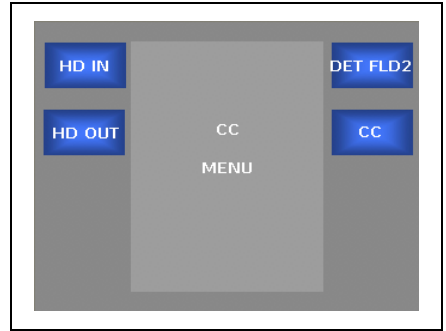 HD IN
DET FLD2
HD OUT
CC
CC
MENU